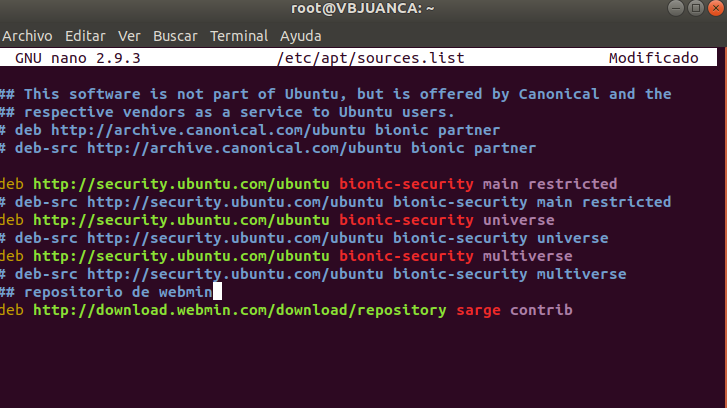 root@VBJUANCA: ~
Archivo Editar Ver Buscar Terminal Ayuda
GNU nano 2.9.3 /etc/apt/sources.list Modificado
## This software is not part of Ubuntu, but is offered by Canonical and the
## respective vendors as a service to Ubuntu users.
# deb http://archive.canonical.com/ubuntu bionic partner
# deb-src http://archive.canonical.com/ubuntu bionic partner
deb http://security.ubuntu.com/ubuntu bionic-security main restricted
# deb-src http://security.ubuntu.com/ubuntu bionic-security main restricted
deb http://security.ubuntu.com/ubuntu bionic-security universe
# deb-src http://security.ubuntu.com/ubuntu bionic-security universe
deb http://security.ubuntu.com/ubuntu bionic-security multiverse
# deb-src http://security.ubuntu.com/ubuntu bionic-security multiverse
## repositorio de webmin
deb http://download.webmin.com/download/repository sarge contrib